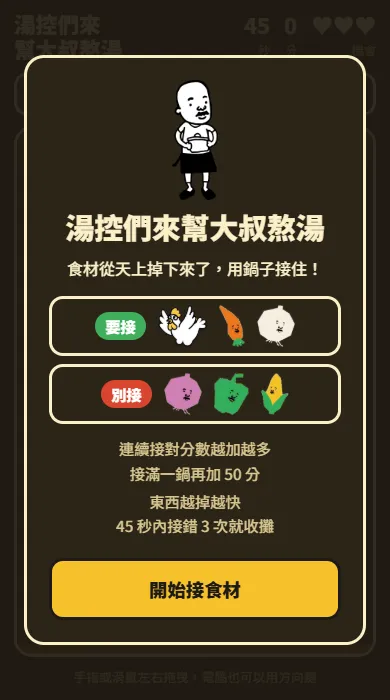 湯控們來
幫大叔熬湯
45 0
秒 分
湯控們來幫大叔熬湯
食材從天上掉下來了，用鍋子接住！
要接
別接
連續接對分數越加越多
接滿一鍋再加 50 分
東西越掉越快
45 秒內接錯 3 次就收攤
開始接食材
手指或滑鼠左右拖曳，電腦也可以用方向鍵